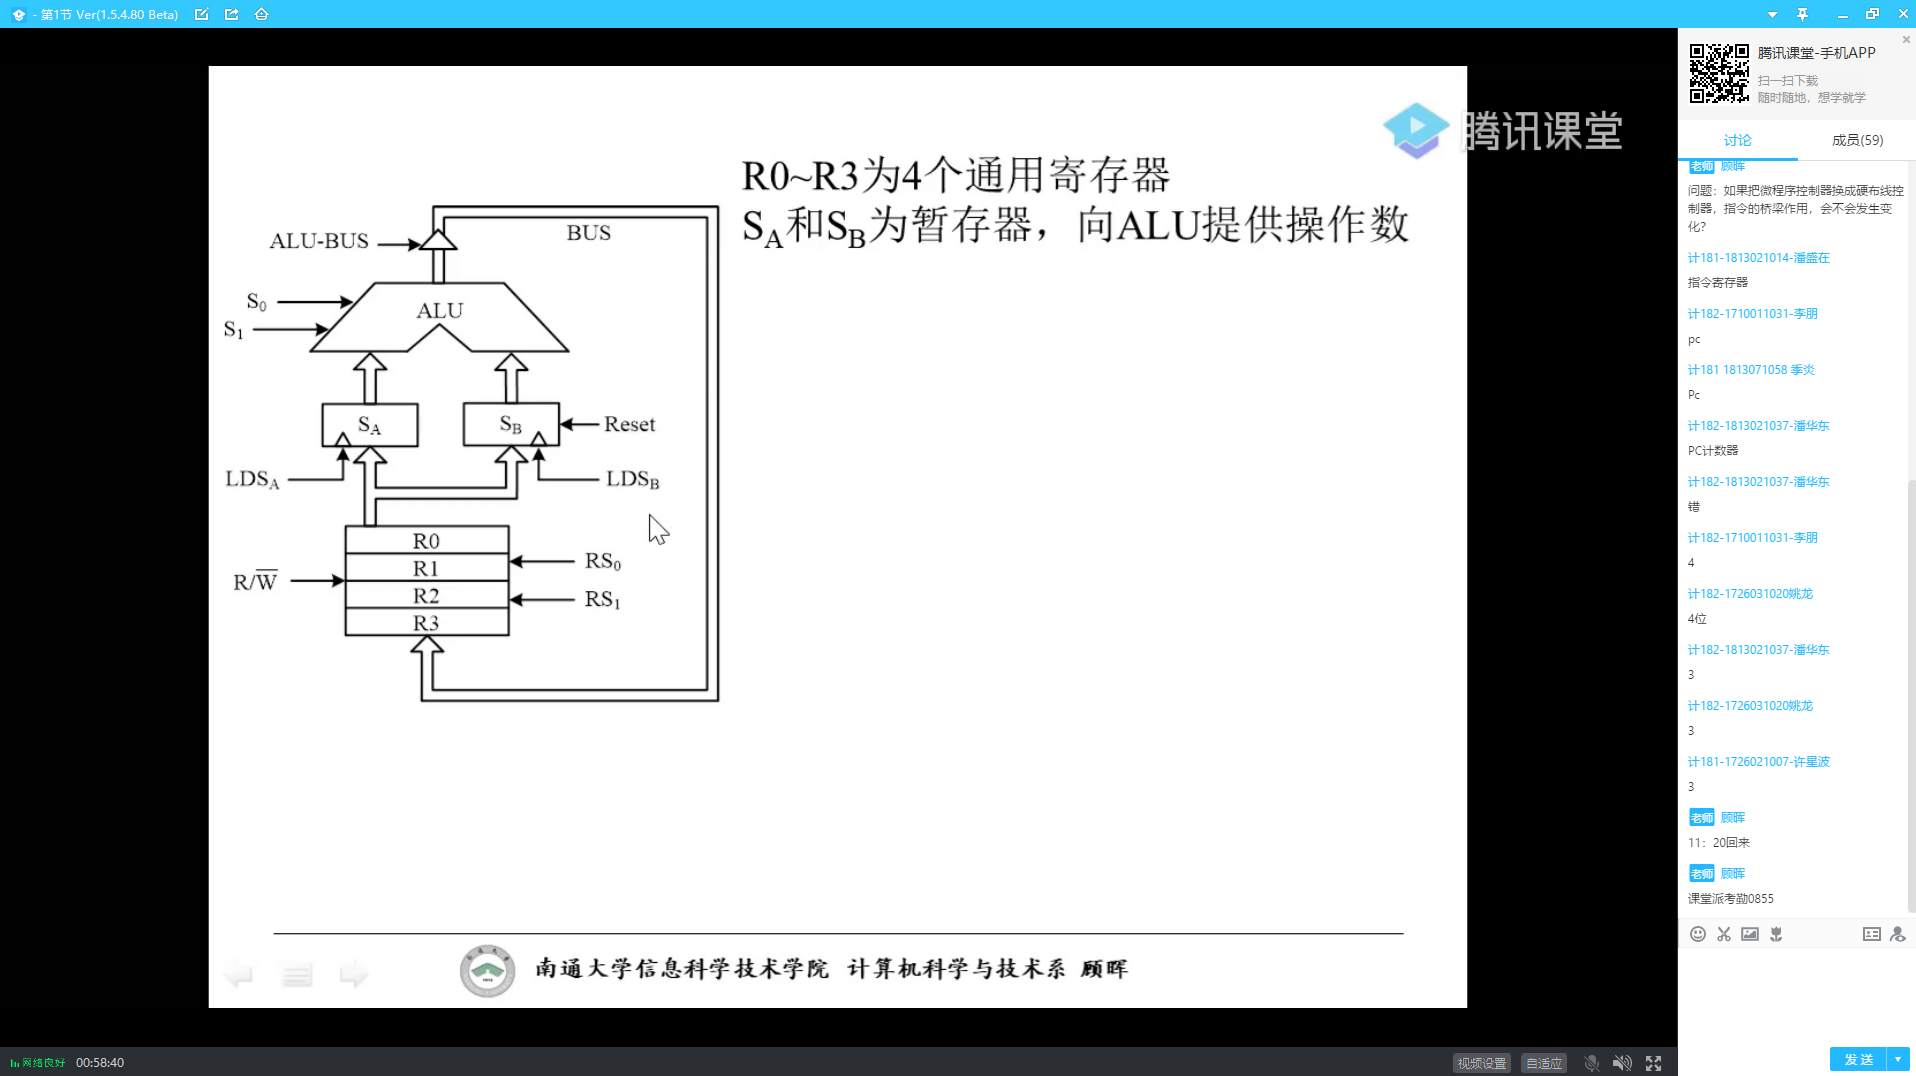 - 第1节 Ver(1.5.4.80 Beta)
腾讯课堂
R0~R3为4个通用寄存器
SA和SB为暂存器，向ALU提供操作数
ALU-BUS
BUS
S0
S1
ALU
SA
SB
Reset
LDSA
LDSB
R0
R1
R2
R3
R/W̅
RS0
RS1
南通大学信息科学技术学院 计算机科学与技术系 顾晖
网络良好 00:58:40
视频设置 自适应
腾讯课堂-手机APP
扫一扫下载
随时随地，想学就学
讨论 成员(59)
老师 顾晖
问题：如果把微程序控制器换成硬布线控
制器，指令的桥梁作用，会不会发生变
化?
计181-1813021014-潘盛在
指令寄存器
计182-1710011031-李朋
pc
计181 1813071058 季炎
Pc
计182-1813021037-潘华东
PC计数器
计182-1813021037-潘华东
错
计182-1710011031-李朋
4
计182-1726031020姚龙
4位
计182-1813021037-潘华东
3
计182-1726031020姚龙
3
计181-1726021007-许星波
3
老师 顾晖
11：20回来
老师 顾晖
课堂派考勤0855
发送